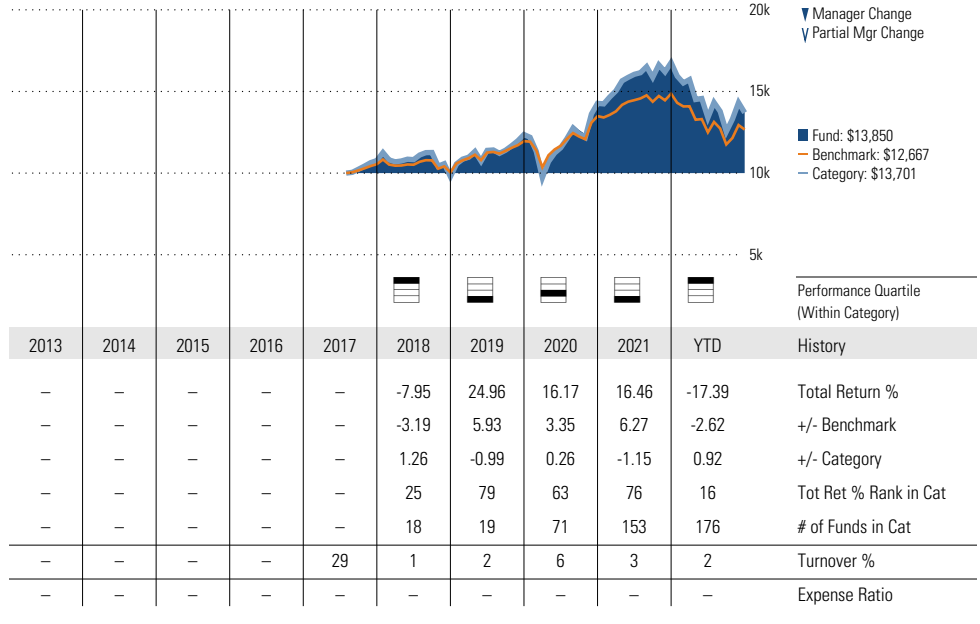 20k
15k
10k
5k
Manager Change
Partial Mgr Change
Fund: $13,850
Benchmark: $12,667
Category: $13,701
Performance Quartile
(Within Category)
2013 2014 2015 2016 2017 2018 2019 2020 2021 YTD History
– – – – – -7.95 24.96 16.17 16.46 -17.39 Total Return %
– – – – – -3.19 5.93 3.35 6.27 -2.62 +/- Benchmark
– – – – – 1.26 -0.99 0.26 -1.15 0.92 +/- Category
– – – – – 25 79 63 76 16 Tot Ret % Rank in Cat
– – – – – 18 19 71 153 176 # of Funds in Cat
– – – – 29 1 2 6 3 2 Turnover %
– – – – – – – – – – Expense Ratio